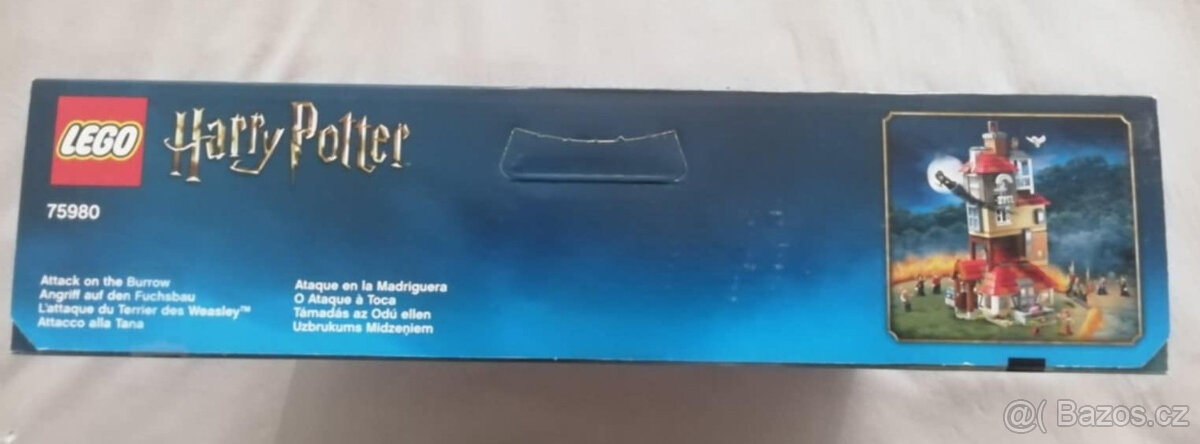 LEGO
Harry Potter
75980
Attack on the Burrow
Angriff auf den Fuchsbau
L'attaque du Terrier des Weasley™
Attacco alla Tana
Ataque en la Madriguera
O Ataque à Toca
Támadás az Odú ellen
Uzbrukums Midzeņiem
@( Bazos.cz